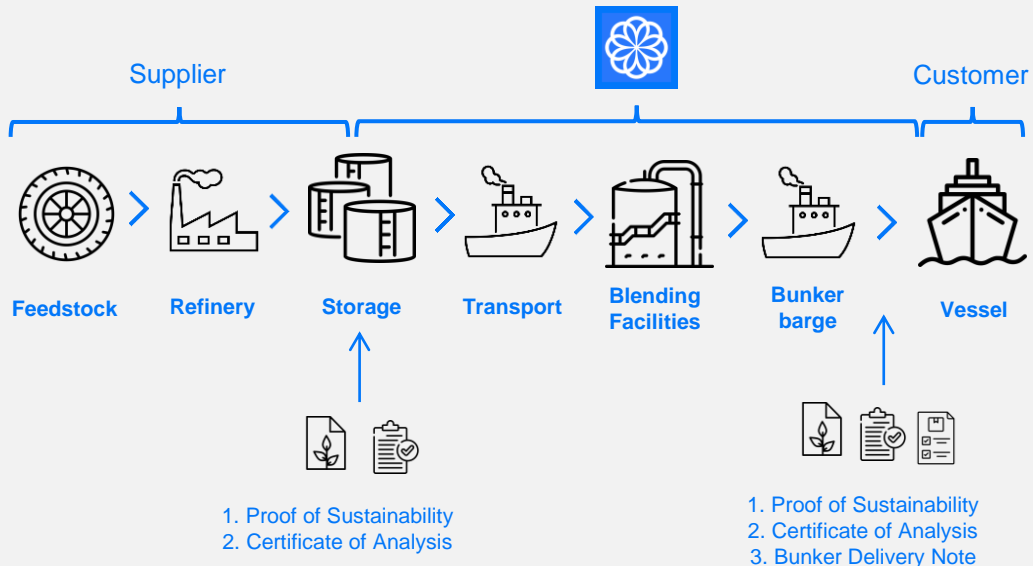 Supplier
Customer
Feedstock
Refinery
Storage
Transport
Blending
Facilities
Bunker
barge
Vessel
1. Proof of Sustainability
2. Certificate of Analysis
1. Proof of Sustainability
2. Certificate of Analysis
3. Bunker Delivery Note